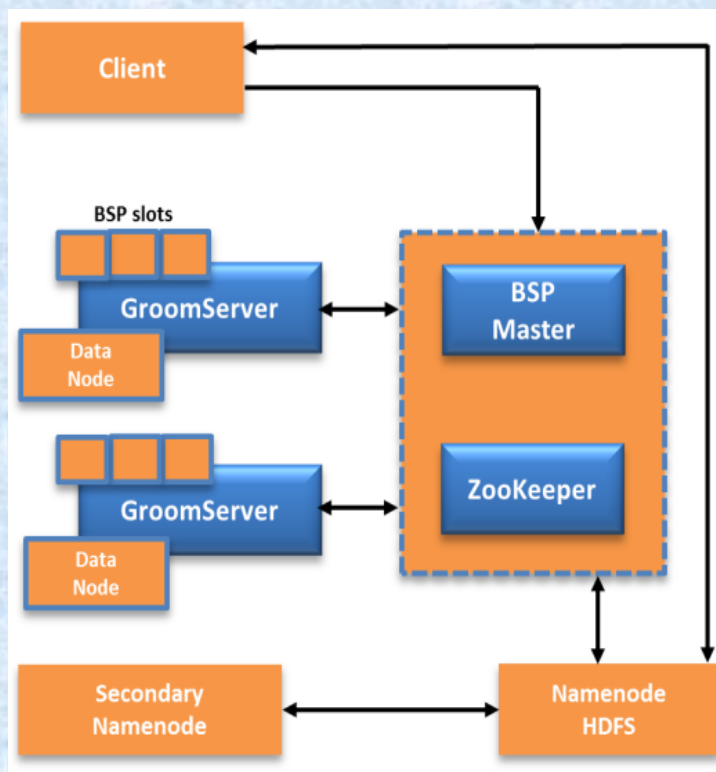 Client
BSP slots
GroomServer
Data
Node
BSP
Master
GroomServer
Data
Node
ZooKeeper
Secondary
Namenode
Namenode
HDFS